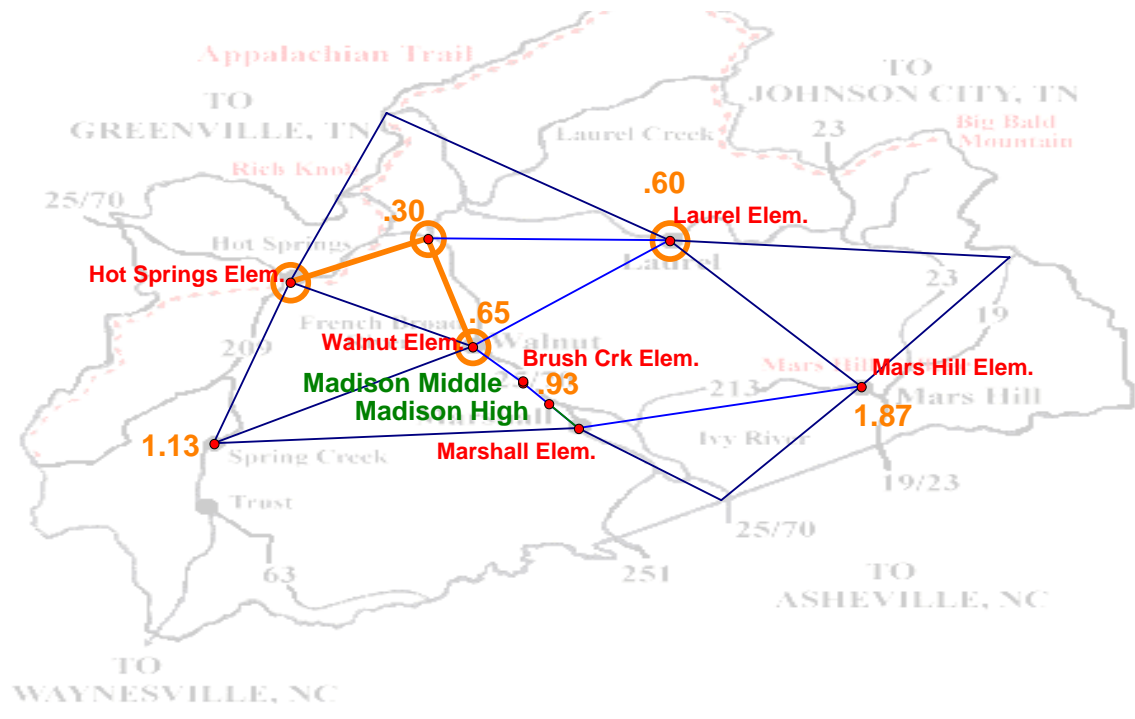 Appalachian Trail
TO
GREENVILLE, TN
TO
JOHNSON CITY, TN
Laurel Creek
23
Big Bald
Mountain
Rich Knob
25/70
.60
.30
Laurel Elem.
Hot Springs
Hot Springs Elem.
Laurel
23
19
.65
French Broad
Walnut Elem.
Walnut
209
Brush Crk Elem.
Mars Hill
Mars Hill Elem.
Madison Middle
.93
Madison High
213
1.87
Mars Hill
1.13
Spring Creek
Marshall Elem.
Ivy River
Trust
19/23
25/70
63
251
TO
ASHEVILLE, NC
TO
WAYNESVILLE, NC